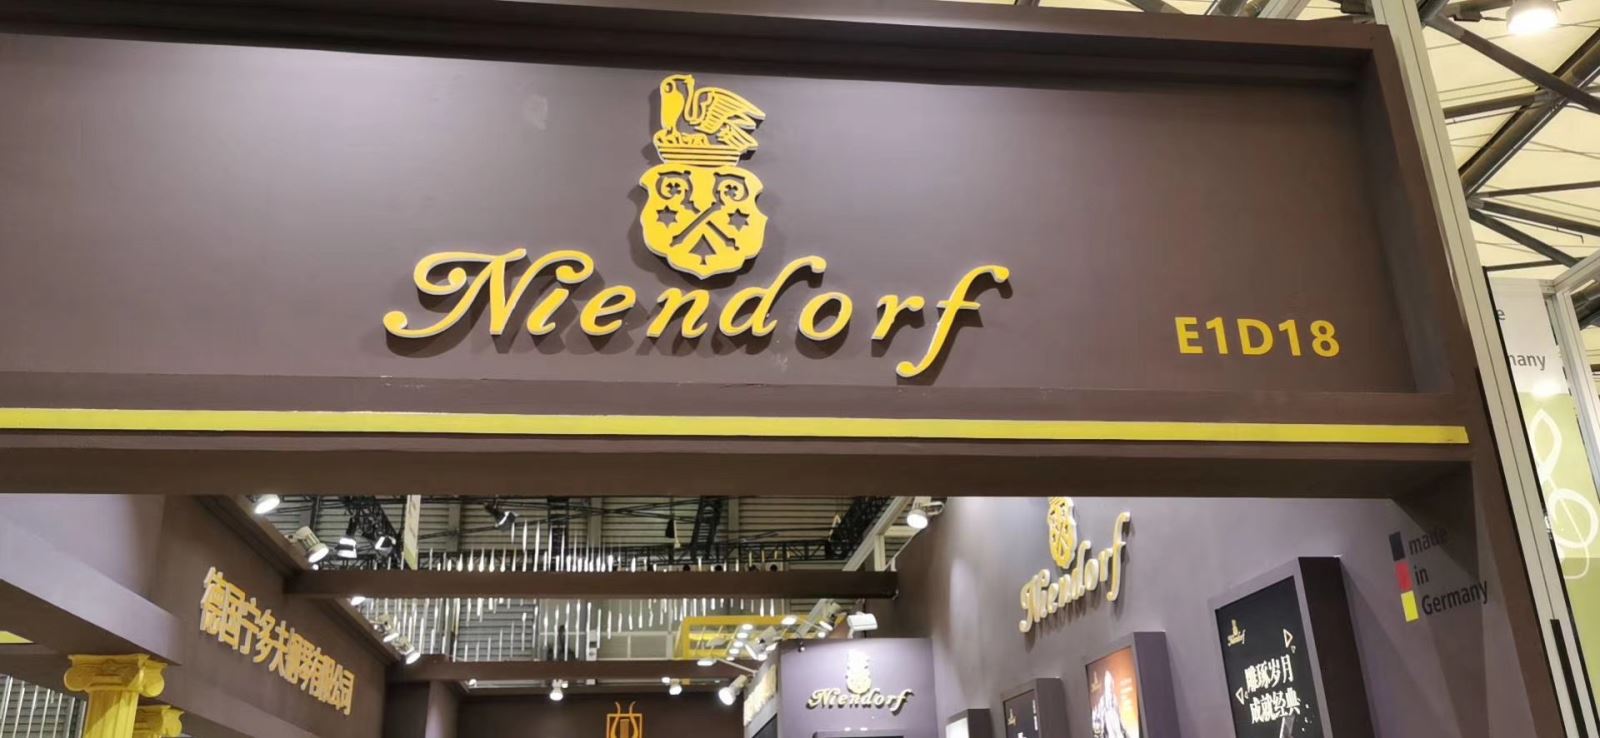 Niendorf
E1D18
many
made
in
Germany
Niendorf
德国宁多夫钢琴有限公司
Niendorf
雕琢岁月
成就经典